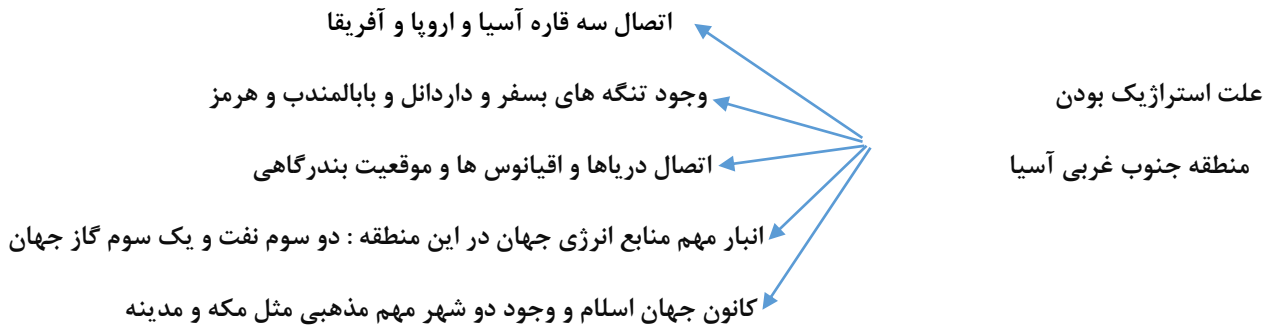 علت استراژیک بودن
منطقه جنوب غربی آسیا
اتصال سه قاره آسیا و اروپا و آفریقا
وجود تنگه های بسفر و داردانل و بابالمندب و هرمز
اتصال دریاها و اقیانوس ها و موقعیت بندرگاهی
انبار مهم منابع انرژی جهان در این منطقه : دو سوم نفت و یک سوم گاز جهان
کانون جهان اسلام و وجود دو شهر مهم مذهبی مثل مکه و مدینه